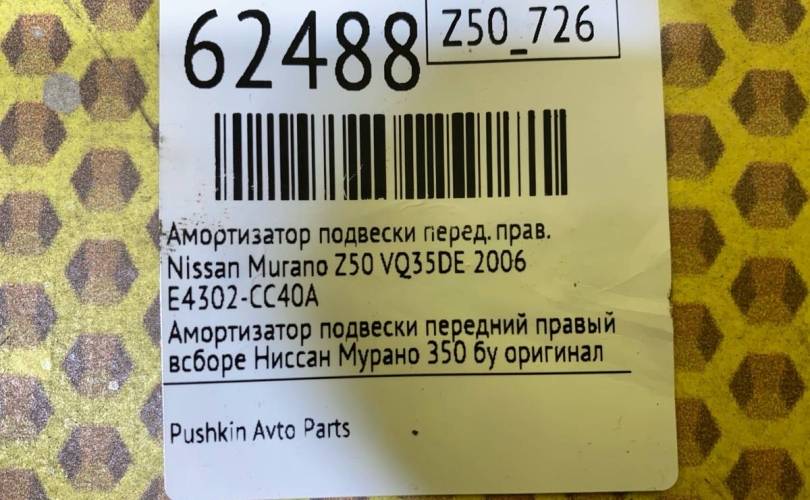 62488
Z50_726
Амортизатор подвески перед. прав.
Nissan Murano Z50 VQ35DE 2006
E4302-CC40A
Амортизатор подвески передний правый
всборе Ниссан Мурано 350 бу оригинал
Pushkin Avto Parts